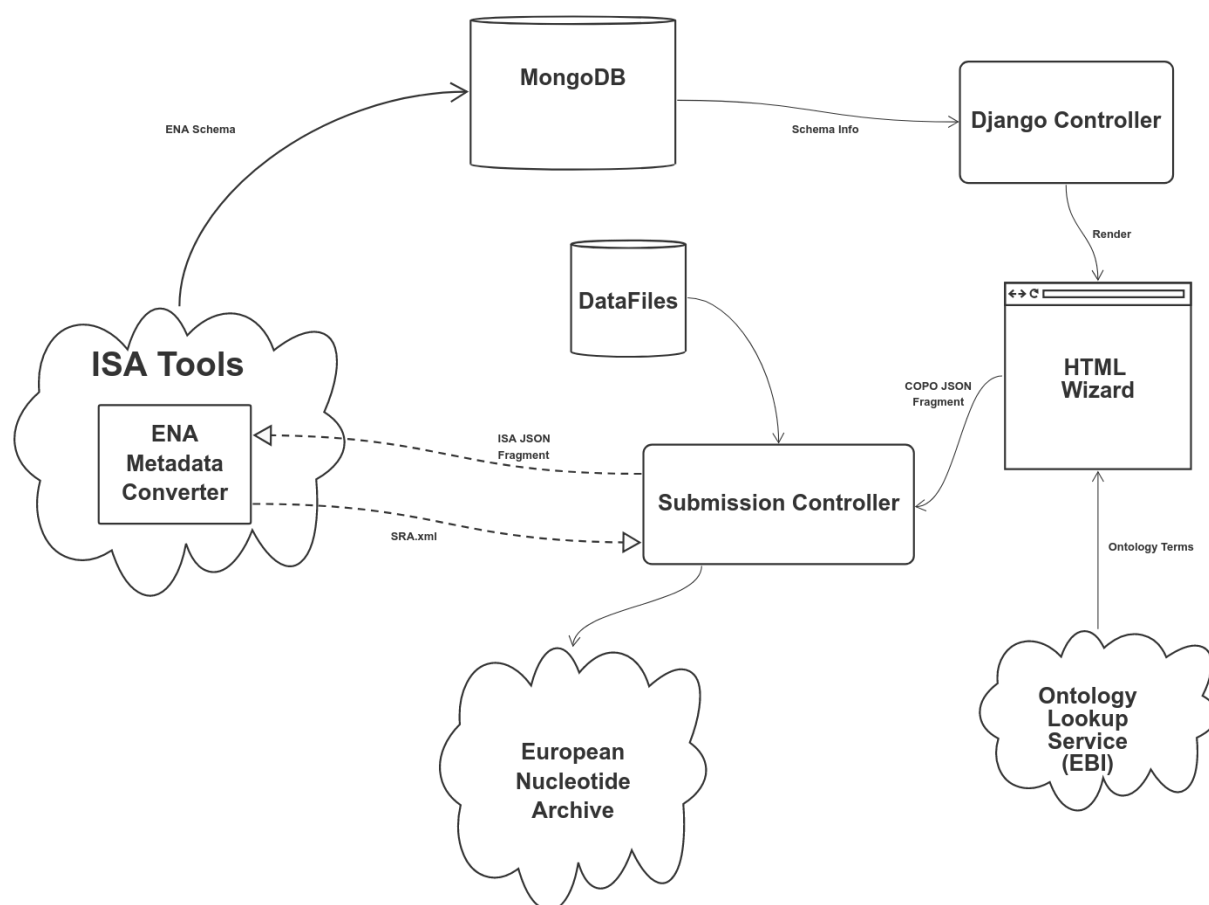 MongoDB
ENA Schema
Schema Info
Django Controller
Render
DataFiles
ISA Tools
ENA
Metadata
Converter
ISA JSON
Fragment
SRA.xml
COPO JSON
Fragment
HTML
Wizard
Submission Controller
Ontology Terms
European
Nucleotide
Archive
Ontology
Lookup
Service
(EBI)